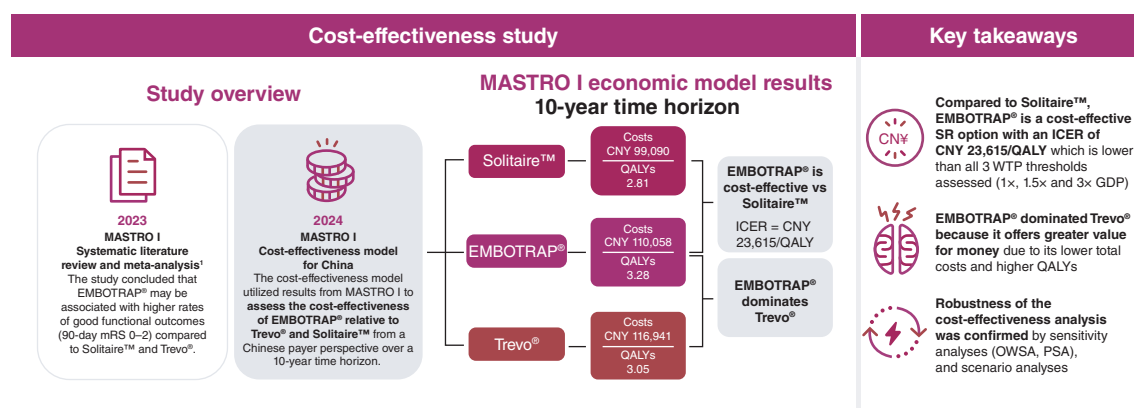 Cost-effectiveness study
Key takeaways
Study overview
MASTRO I economic model results
10-year time horizon
2023
MASTRO I
Systematic literature
review and meta-analysis¹
The study concluded that
EMBOTRAP® may be
associated with higher rates
of good functional outcomes
(90-day mRS 0–2) compared
to Solitaire™ and Trevo®.
2024
MASTRO I
Cost-effectiveness model
for China
The cost-effectiveness model
utilized results from MASTRO I to
assess the cost-effectiveness
of EMBOTRAP® relative to
Trevo® and Solitaire™ from a
Chinese payer perspective over a
10-year time horizon.
Solitaire™
Costs
CNY 99,090
QALYs
2.81
EMBOTRAP®
Costs
CNY 110,058
QALYs
3.28
Trevo®
Costs
CNY 116,941
QALYs
3.05
EMBOTRAP® is
cost-effective vs
Solitaire™
ICER = CNY
23,615/QALY
EMBOTRAP®
dominates
Trevo®
CN¥
Compared to Solitaire™,
EMBOTRAP® is a cost-effective
SR option with an ICER of
CNY 23,615/QALY which is lower
than all 3 WTP thresholds
assessed (1×, 1.5× and 3× GDP)
EMBOTRAP® dominated Trevo®
because it offers greater value
for money due to its lower total
costs and higher QALYs
Robustness of the
cost-effectiveness analysis
was confirmed by sensitivity
analyses (OWSA, PSA),
and scenario analyses